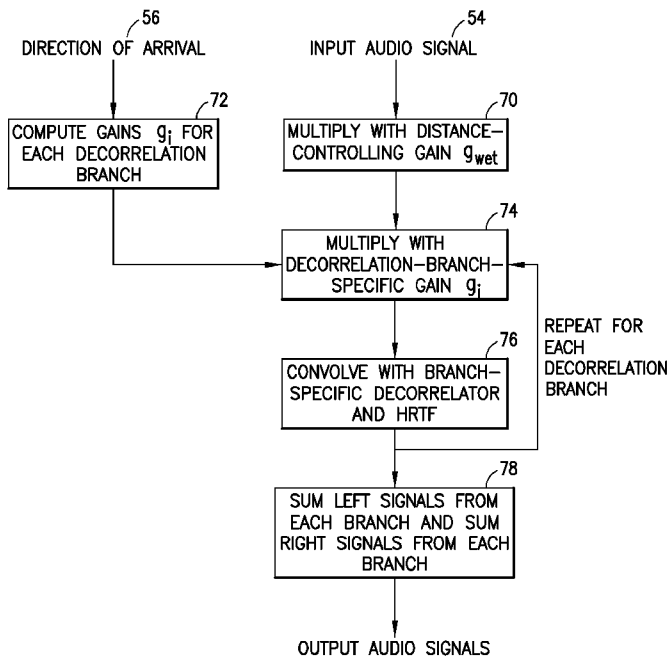 56
DIRECTION OF ARRIVAL
54
INPUT AUDIO SIGNAL
72
COMPUTE GAINS gi FOR
EACH DECORRELATION
BRANCH
70
MULTIPLY WITH DISTANCE–
CONTROLLING GAIN gwet
74
MULTIPLY WITH
DECORRELATION–BRANCH–
SPECIFIC GAIN gi
REPEAT FOR
EACH
DECORRELATION
BRANCH
76
CONVOLVE WITH BRANCH–
SPECIFIC DECORRELATOR
AND HRTF
78
SUM LEFT SIGNALS FROM
EACH BRANCH AND SUM
RIGHT SIGNALS FROM EACH
BRANCH
OUTPUT AUDIO SIGNALS